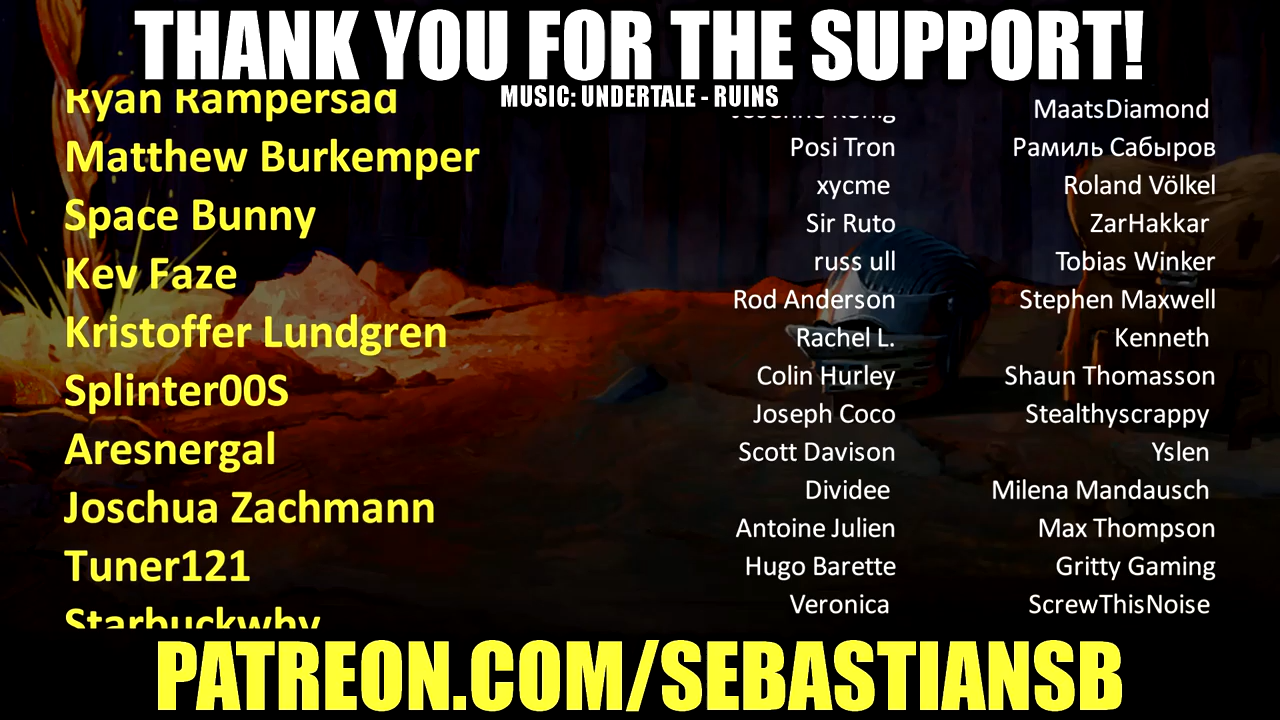 THANK YOU FOR THE SUPPORT!
MUSIC: UNDERTALE - RUINS
Ryan Rampersad
Matthew Burkemper
Space Bunny
Kev Faze
Kristoffer Lundgren
Splinter00S
Aresnergal
Joschua Zachmann
Tuner121
Starbuckwby
Posi Tron
xycme
Sir Ruto
russ ull
Rod Anderson
Rachel L.
Colin Hurley
Joseph Coco
Scott Davison
Dividee
Antoine Julien
Hugo Barette
Veronica
MaatsDiamond
Рамиль Сабыров
Roland Völkel
ZarHakkar
Tobias Winker
Stephen Maxwell
Kenneth
Shaun Thomasson
Stealthyscrappy
Yslen
Milena Mandausch
Max Thompson
Gritty Gaming
ScrewThisNoise
PATREON.COM/SEBASTIANSB